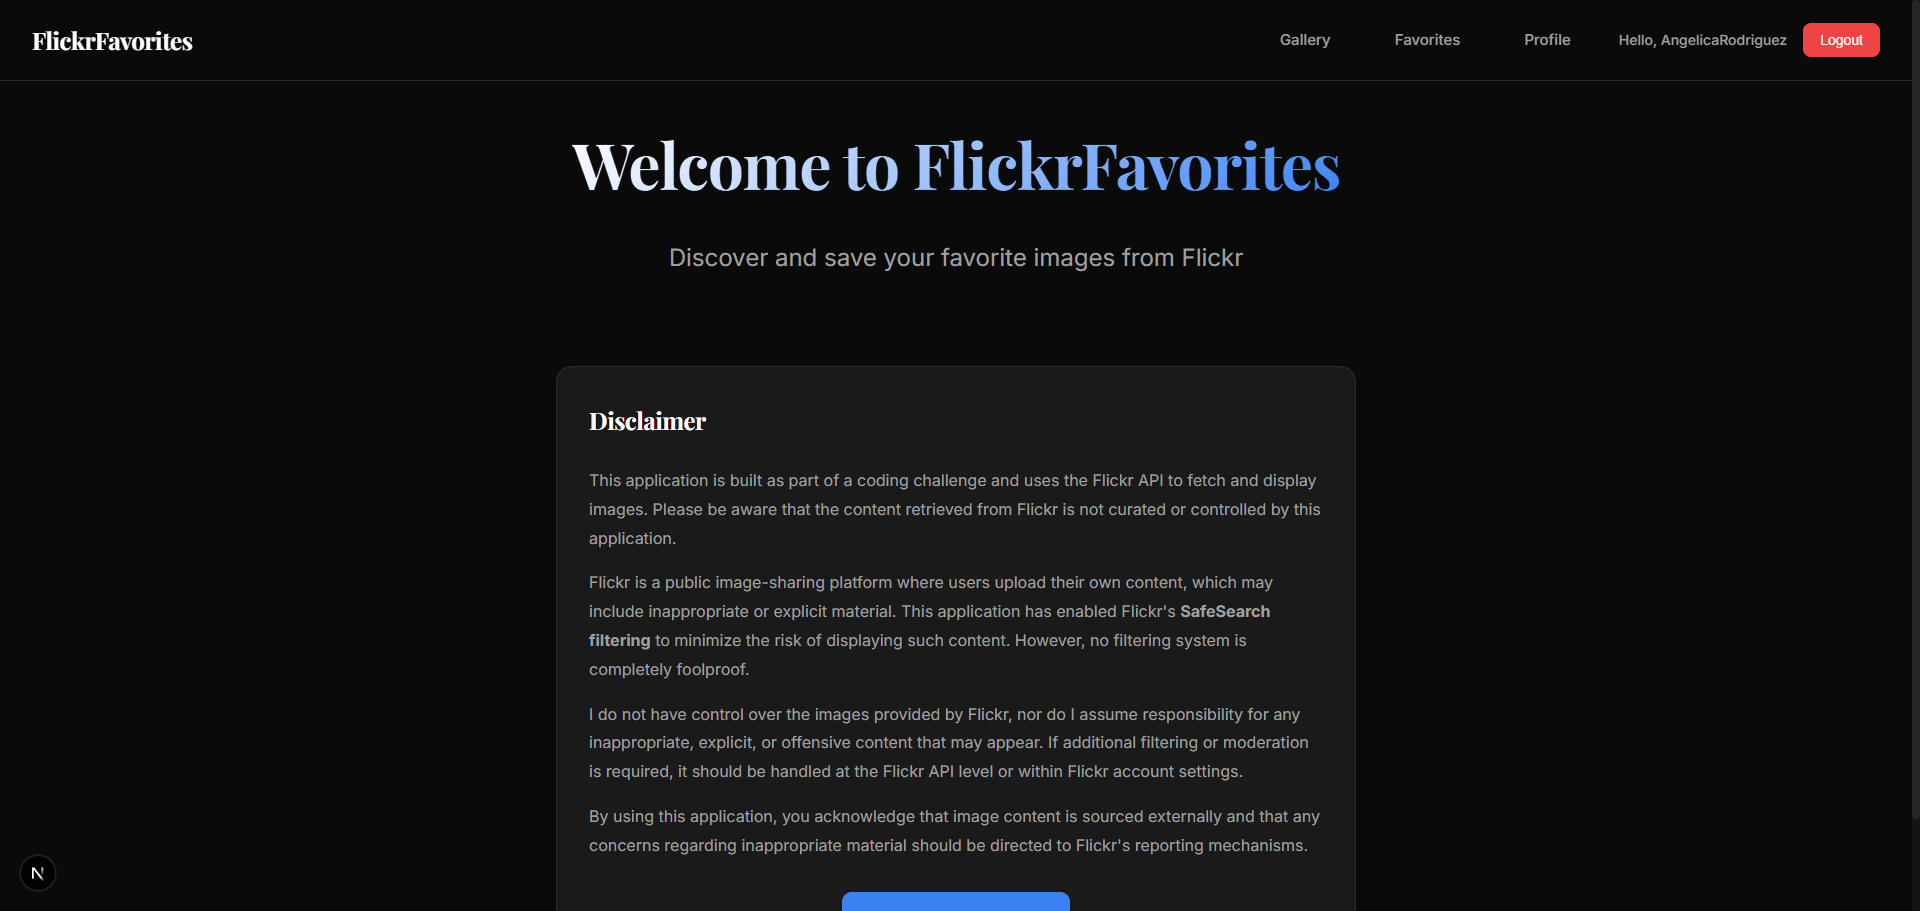 FlickrFavorites
Gallery
Favorites
Profile
Hello, AngelicaRodriguez
Logout
Welcome to FlickrFavorites
Discover and save your favorite images from Flickr
Disclaimer
This application is built as part of a coding challenge and uses the Flickr API to fetch and display
images. Please be aware that the content retrieved from Flickr is not curated or controlled by this
application.
Flickr is a public image-sharing platform where users upload their own content, which may
include inappropriate or explicit material. This application has enabled Flickr's SafeSearch
filtering to minimize the risk of displaying such content. However, no filtering system is
completely foolproof.
I do not have control over the images provided by Flickr, nor do I assume responsibility for any
inappropriate, explicit, or offensive content that may appear. If additional filtering or moderation
is required, it should be handled at the Flickr API level or within Flickr account settings.
By using this application, you acknowledge that image content is sourced externally and that any
concerns regarding inappropriate material should be directed to Flickr's reporting mechanisms.
N